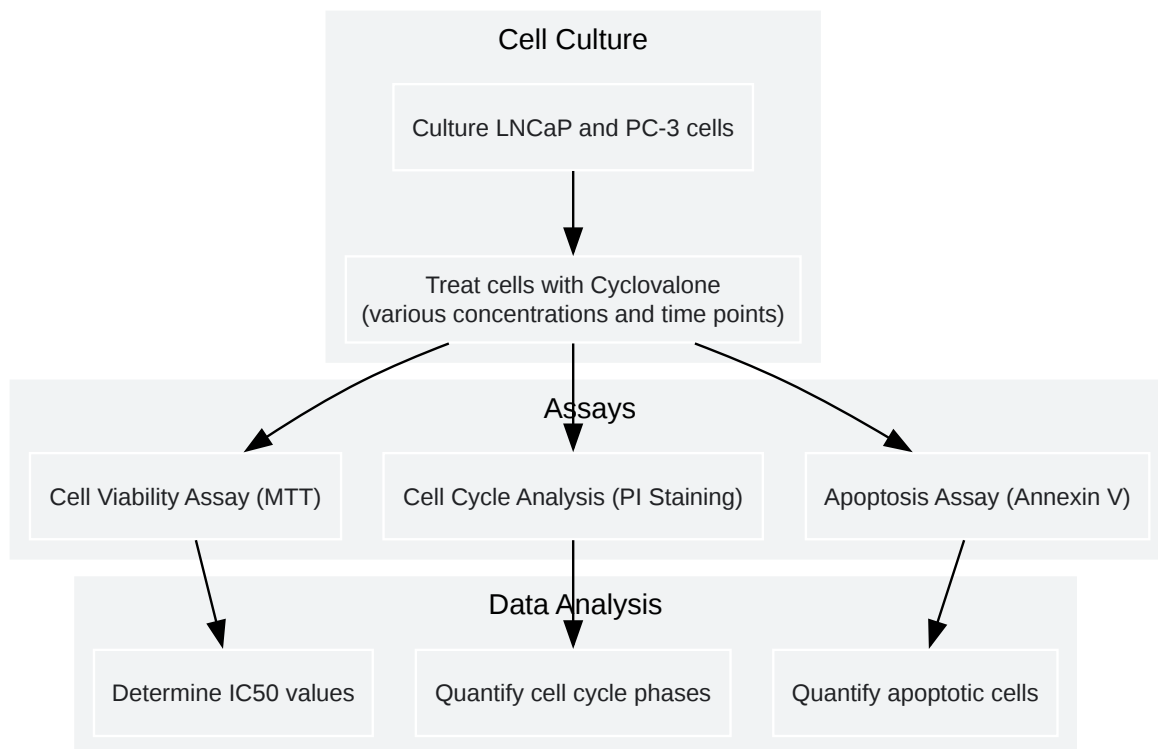 Cell Culture
Culture LNCaP and PC-3 cells
Treat cells with Cyclovalone
(various concentrations and time points)
Assays
Cell Viability Assay (MTT)
Cell Cycle Analysis (PI Staining)
Apoptosis Assay (Annexin V)
Data Analysis
Determine IC50 values
Quantify cell cycle phases
Quantify apoptotic cells